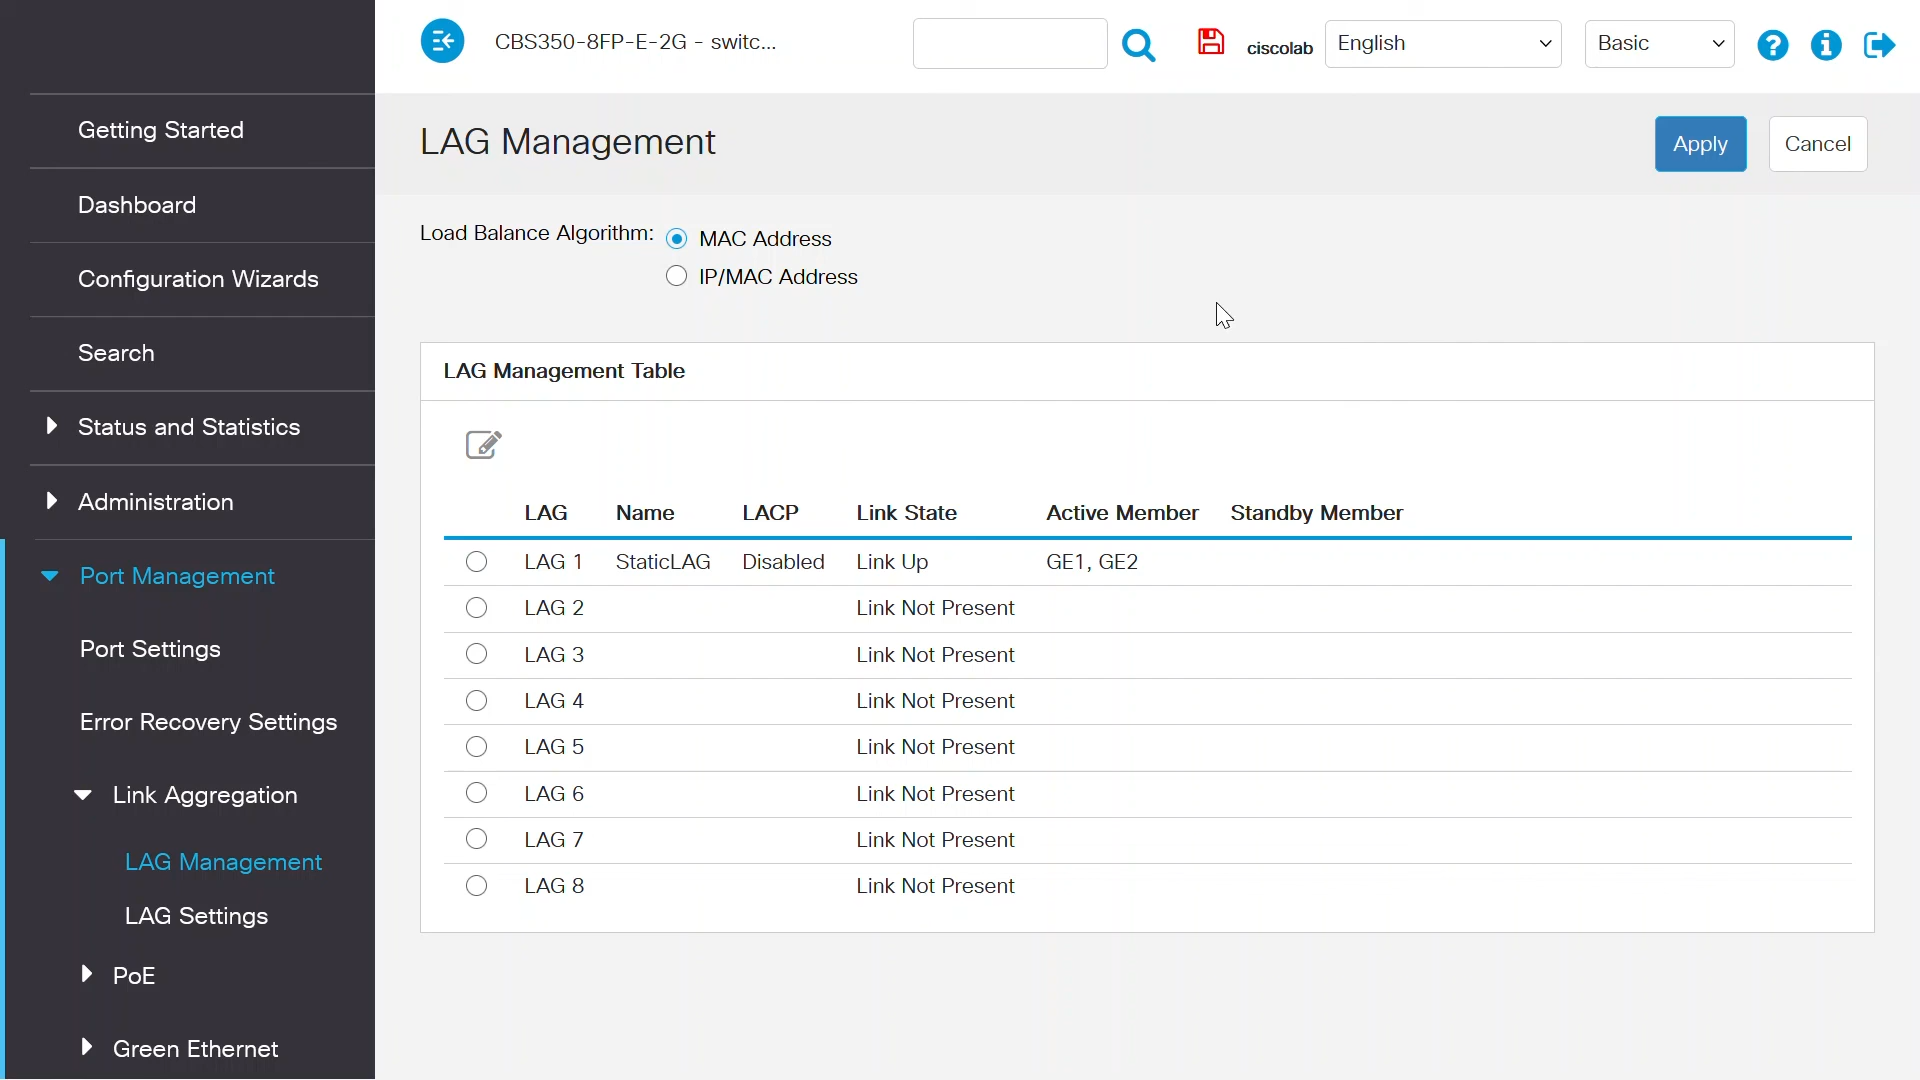 CBS350-8FP-E-2G - switc...
ciscolab
English
Basic
Getting Started
Dashboard
Configuration Wizards
Search
Status and Statistics
Administration
Port Management
Port Settings
Error Recovery Settings
Link Aggregation
LAG Management
LAG Settings
PoE
Green Ethernet
LAG Management
Apply
Cancel
Load Balance Algorithm:
MAC Address
IP/MAC Address
LAG Management Table
LAG Name LACP Link State Active Member Standby Member
LAG 1 StaticLAG Disabled Link Up GE1, GE2
LAG 2 Link Not Present
LAG 3 Link Not Present
LAG 4 Link Not Present
LAG 5 Link Not Present
LAG 6 Link Not Present
LAG 7 Link Not Present
LAG 8 Link Not Present